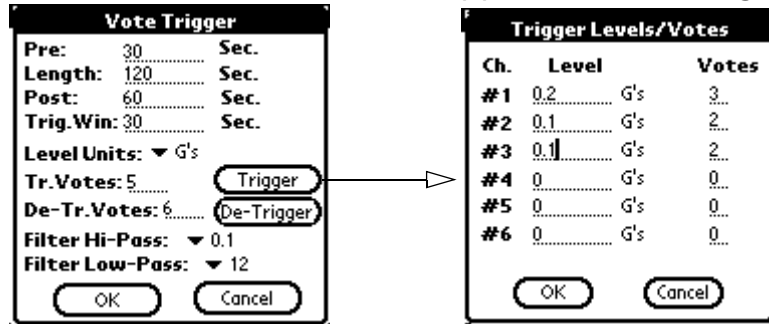 Vote Trigger
Pre: 30 Sec.
Length: 120 Sec.
Post: 60 Sec.
Trig.Win: 30 Sec.
Level Units: G's
Tr.Votes: 5 Trigger
De-Tr.Votes: 6 De-Trigger
Filter Hi-Pass: 0.1
Filter Low-Pass: 12
OK Cancel
Trigger Levels/Votes
Ch. Level Votes
#1 0.2 G's 3
#2 0.1 G's 2
#3 0.1 G's 2
#4 0 G's 0
#5 0 G's 0
#6 0 G's 0
OK Cancel